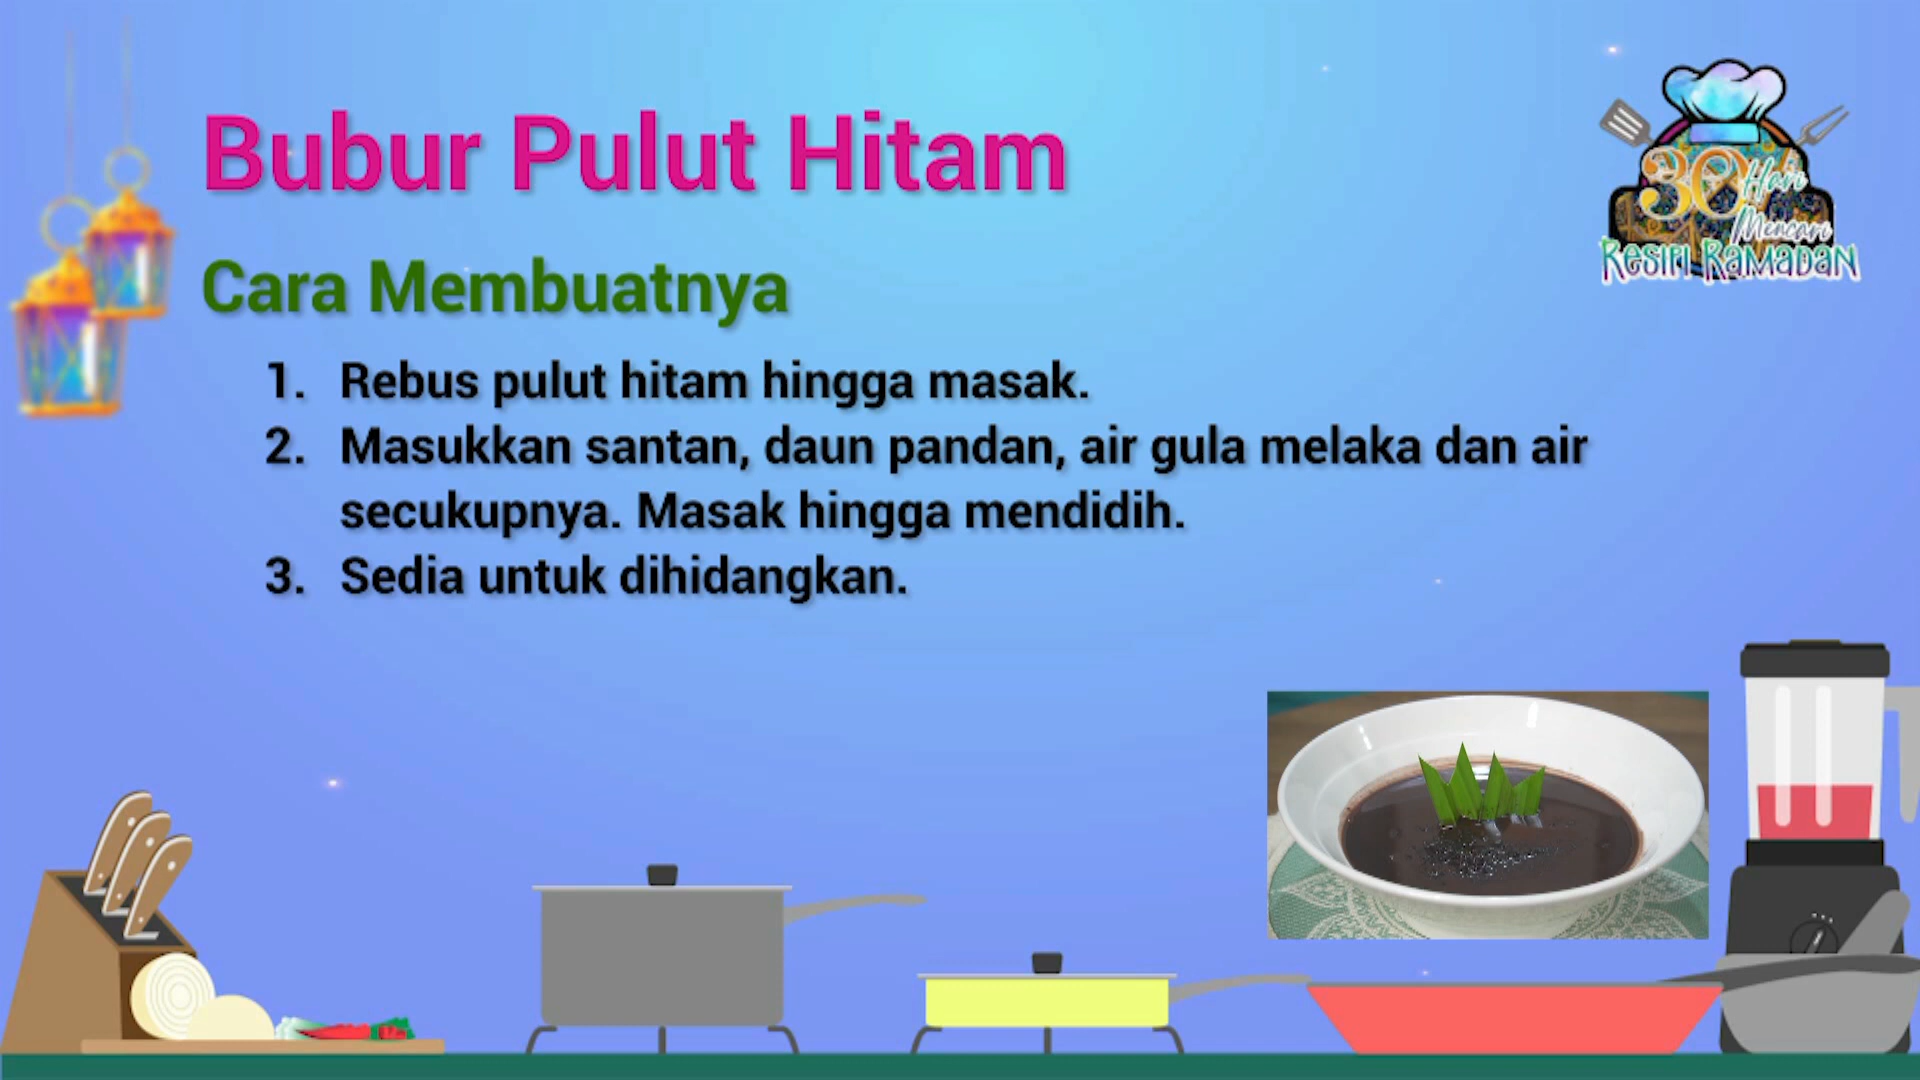 Bubur Pulut Hitam
30 Hari
Mencari
Resipi Ramadan
Cara Membuatnya
1. Rebus pulut hitam hingga masak.
2. Masukkan santan, daun pandan, air gula melaka dan air
secukupnya. Masak hingga mendidih.
3. Sedia untuk dihidangkan.